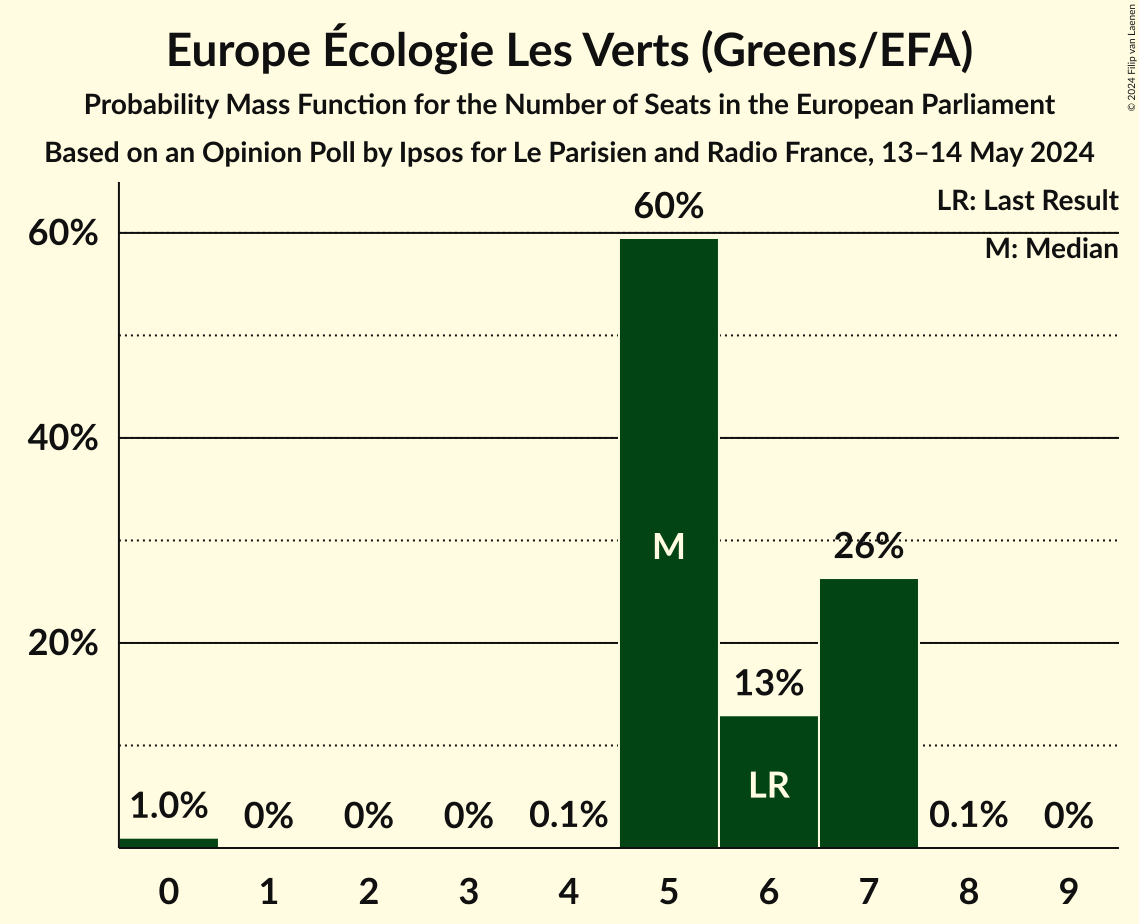 Europe Écologie Les Verts (Greens/EFA)
Probability Mass Function for the Number of Seats in the European Parliament
Based on an Opinion Poll by Ipsos for Le Parisien and Radio France, 13–14 May 2024
© 2024 Filip van Laenen
LR: Last Result
M: Median
60%
40%
20%
1.0%
0%
0%
0%
0.1%
60%
13%
26%
0.1%
0%
M
LR
0 1 2 3 4 5 6 7 8 9